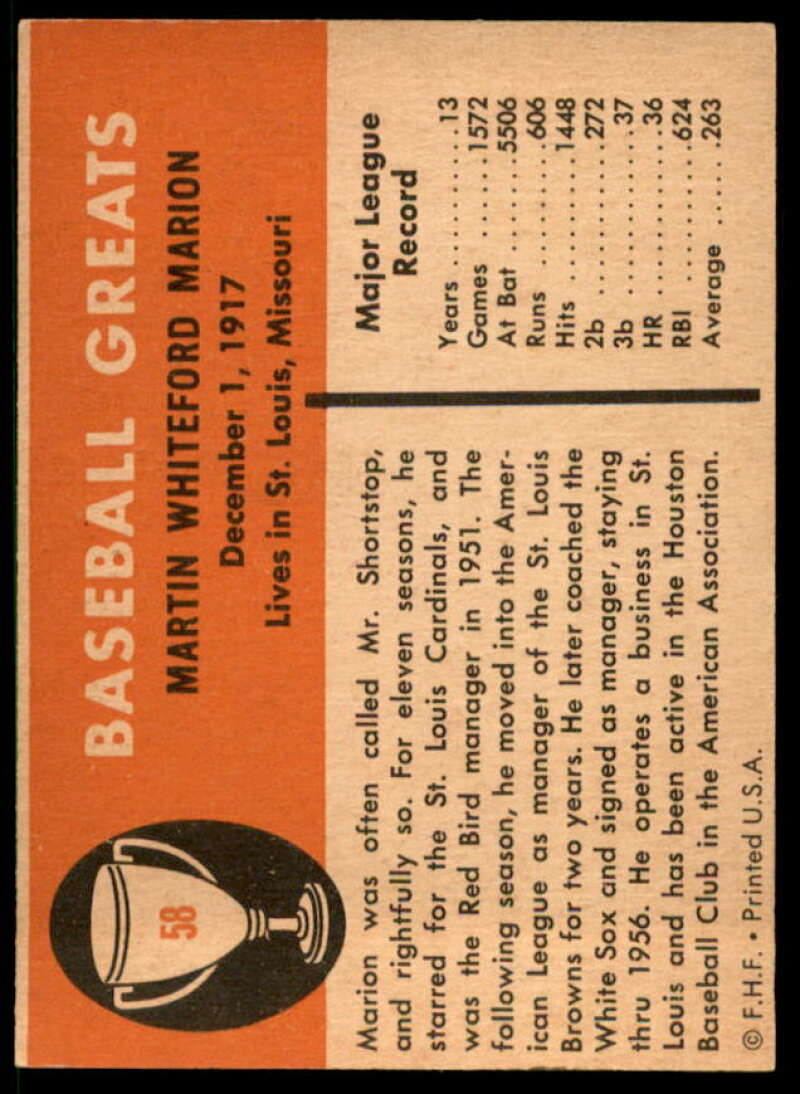 58
BASEBALL GREATS
MARTIN WHITEFORD MARION
December 1, 1917
Lives in St. Louis, Missouri
Marion was often called Mr. Shortstop,
and rightfully so. For eleven seasons, he
starred for the St. Louis Cardinals, and
was the Red Bird manager in 1951. The
following season, he moved into the Amer-
ican League as manager of the St. Louis
Browns for two years. He later coached the
White Sox and signed as manager, staying
thru 1956. He operates a business in St.
Louis and has been active in the Houston
Baseball Club in the American Association.
Major League
Record
Years ...........13
Games ......1572
At Bat .......5506
Runs .........606
Hits ..........1448
2b ............272
3b .............37
HR .............36
RBI ...........624
Average ......263
© F.H.F. • Printed U.S.A.